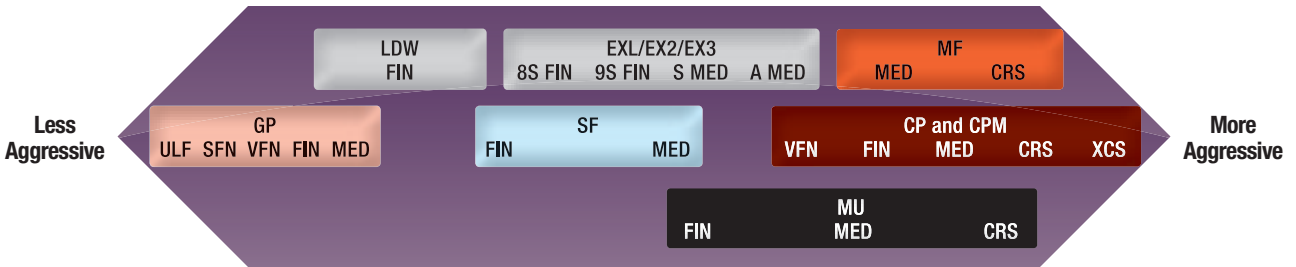 LDW
FIN
EXL/EX2/EX3
8S FIN 9S FIN S MED A MED
MF
MED CRS
Less
Aggressive
GP
ULF SFN VFN FIN MED
SF
FIN MED
CP and CPM
VFN FIN MED CRS XCS
More
Aggressive
MU
FIN MED CRS